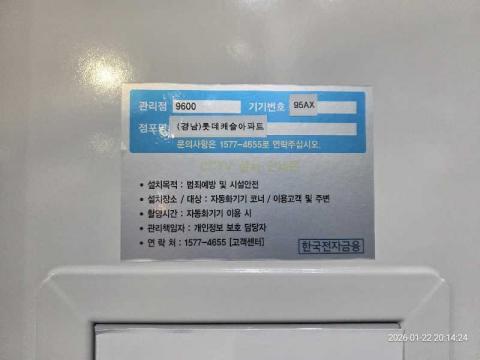 관리점 9600 기기번호 95AX
점포명 (경남)롯데캐슬아파트
문의사항은 1577-4655로 연락주십시오.
CCTV 설치 안내문
• 설치목적 : 범죄예방 및 시설안전
• 설치장소 / 대상 : 자동화기기 코너 / 이용고객 및 주변
• 촬영시간 : 자동화기기 이용 시
• 관리책임자 : 개인정보 보호 담당자
• 연 락 처 : 1577-4655 [고객센터]
한국전자금융
2026-01-22 20:14:24